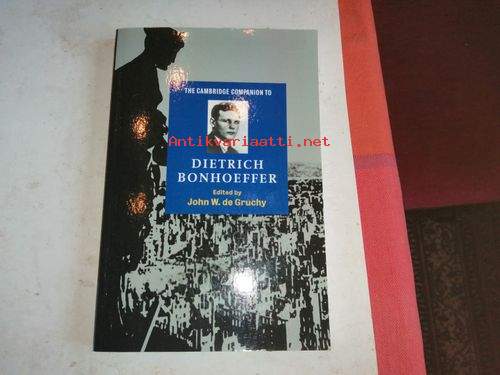 THE CAMBRIDGE COMPANION TO
Antikvariaatti.net
DIETRICH
BONHOEFFER
Edited by
John W. de Gruchy